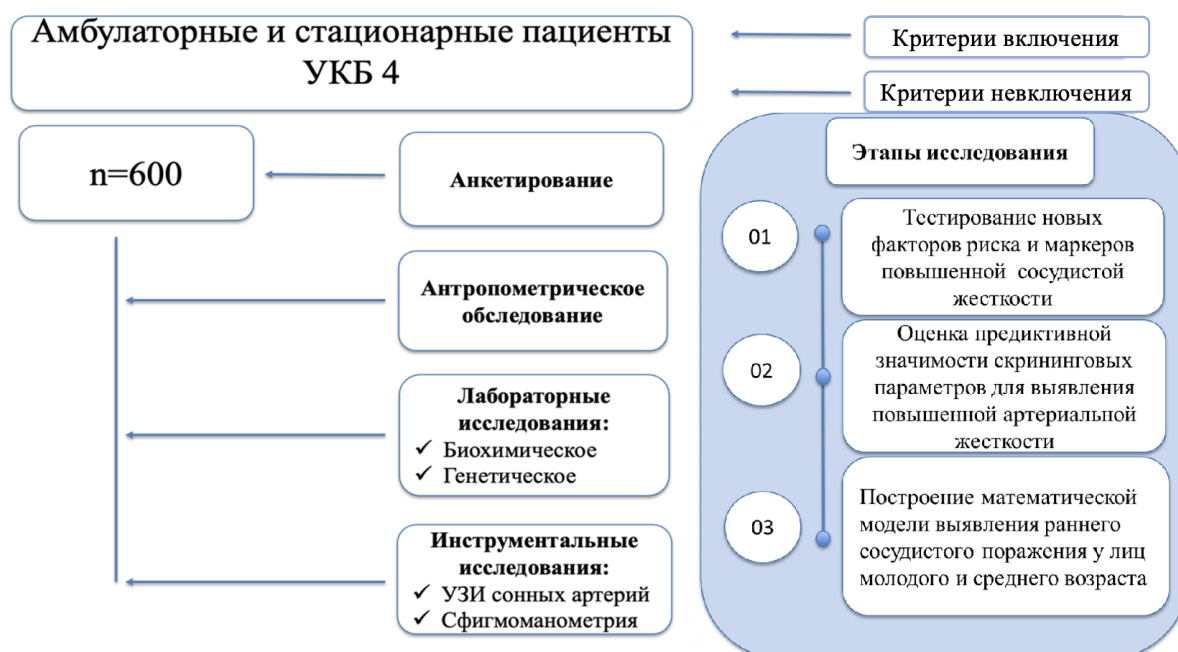 Амбулаторные и стационарные пациенты
УКБ 4
Критерии включения
Критерии невключения
n=600
Анкетирование
Антропометрическое
обследование
Лабораторные
исследования:
✓ Биохимическое
✓ Генетическое
Инструментальные
исследования:
✓ УЗИ сонных артерий
✓ Сфигмоманометрия
Этапы исследования
01
Тестирование новых
факторов риска и маркеров
повышенной сосудистой
жесткости
02
Оценка предиктивной
значимости скрининговых
параметров для выявления
повышенной артериальной
жесткости
03
Построение математической
модели выявления раннего
сосудистого поражения у лиц
молодого и среднего возраста